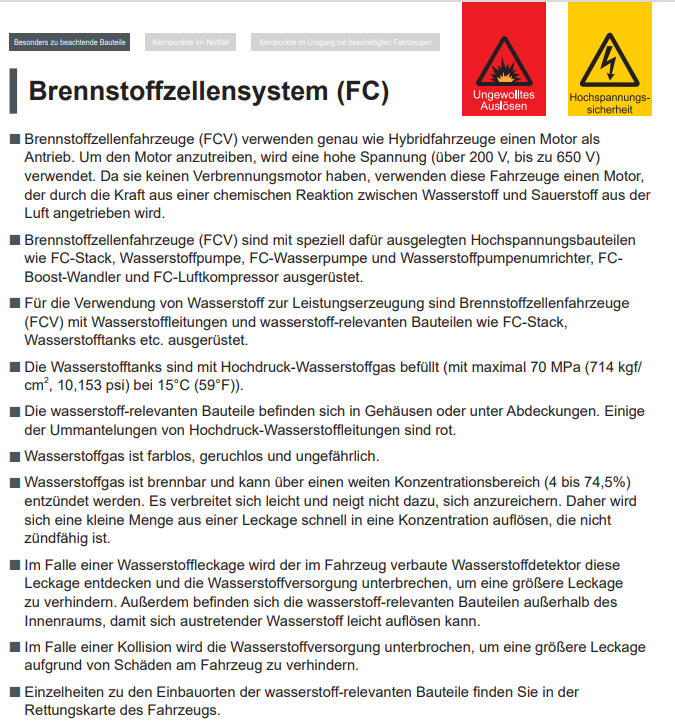 Besonders zu beachtende Bauteile
Kernpunkte im Notfall
Kernpunkte im Umgang mit beschädigten Fahrzeugen
Ungewolltes
Auslösen
Hochspannungs-
sicherheit
Brennstoffzellensystem (FC)
■ Brennstoffzellenfahrzeuge (FCV) verwenden genau wie Hybridfahrzeuge einen Motor als
Antrieb. Um den Motor anzutreiben, wird eine hohe Spannung (über 200 V, bis zu 650 V)
verwendet. Da sie keinen Verbrennungsmotor haben, verwenden diese Fahrzeuge einen Motor,
der durch die Kraft aus einer chemischen Reaktion zwischen Wasserstoff und Sauerstoff aus der
Luft angetrieben wird.
■ Brennstoffzellenfahrzeuge (FCV) sind mit speziell dafür ausgelegten Hochspannungsbauteilen
wie FC-Stack, Wasserstoffpumpe, FC-Wasserpumpe und Wasserstoffpumpenumrichter, FC-
Boost-Wandler und FC-Luftkompressor ausgerüstet.
■ Für die Verwendung von Wasserstoff zur Leistungserzeugung sind Brennstoffzellenfahrzeuge
(FCV) mit Wasserstoffleitungen und wasserstoff-relevanten Bauteilen wie FC-Stack,
Wasserstofftanks etc. ausgerüstet.
■ Die Wasserstofftanks sind mit Hochdruck-Wasserstoffgas befüllt (mit maximal 70 MPa (714 kgf/
cm², 10,153 psi) bei 15°C (59°F)).
■ Die wasserstoff-relevanten Bauteile befinden sich in Gehäusen oder unter Abdeckungen. Einige
der Ummantelungen von Hochdruck-Wasserstoffleitungen sind rot.
■ Wasserstoffgas ist farblos, geruchlos und ungefährlich.
■ Wasserstoffgas ist brennbar und kann über einen weiten Konzentrationsbereich (4 bis 74,5%)
entzündet werden. Es verbreitet sich leicht und neigt nicht dazu, sich anzureichern. Daher wird
sich eine kleine Menge aus einer Leckage schnell in eine Konzentration auflösen, die nicht
zündfähig ist.
■ Im Falle einer Wasserstoffleckage wird der im Fahrzeug verbaute Wasserstoffdetektor diese
Leckage entdecken und die Wasserstoffversorgung unterbrechen, um eine größere Leckage
zu verhindern. Außerdem befinden sich die wasserstoff-relevanten Bauteilen außerhalb des
Innenraums, damit sich austretender Wasserstoff leicht auflösen kann.
■ Im Falle einer Kollision wird die Wasserstoffversorgung unterbrochen, um eine größere Leckage
aufgrund von Schäden am Fahrzeug zu verhindern.
■ Einzelheiten zu den Einbauorten der wasserstoff-relevanten Bauteile finden Sie in der
Rettungskarte des Fahrzeugs.